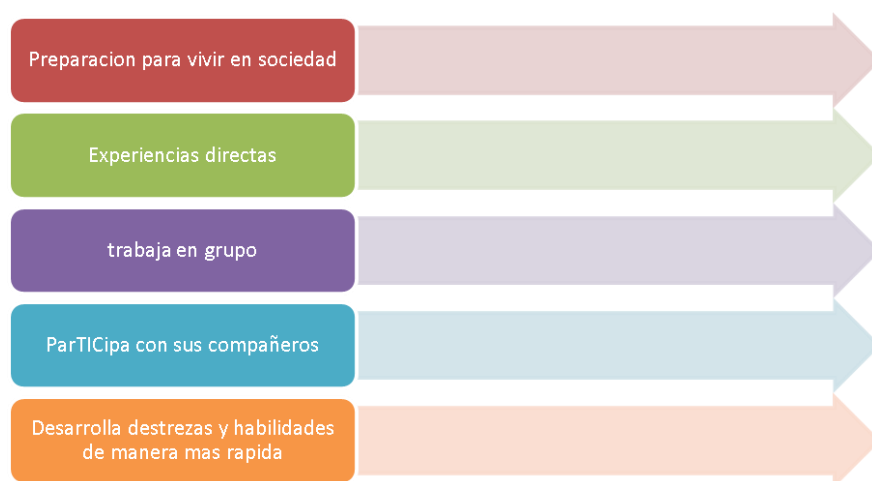 Preparacion para vivir en sociedad
Experiencias directas
trabaja en grupo
ParTICipa con sus compañeros
Desarrolla destrezas y habilidades
de manera mas rapida